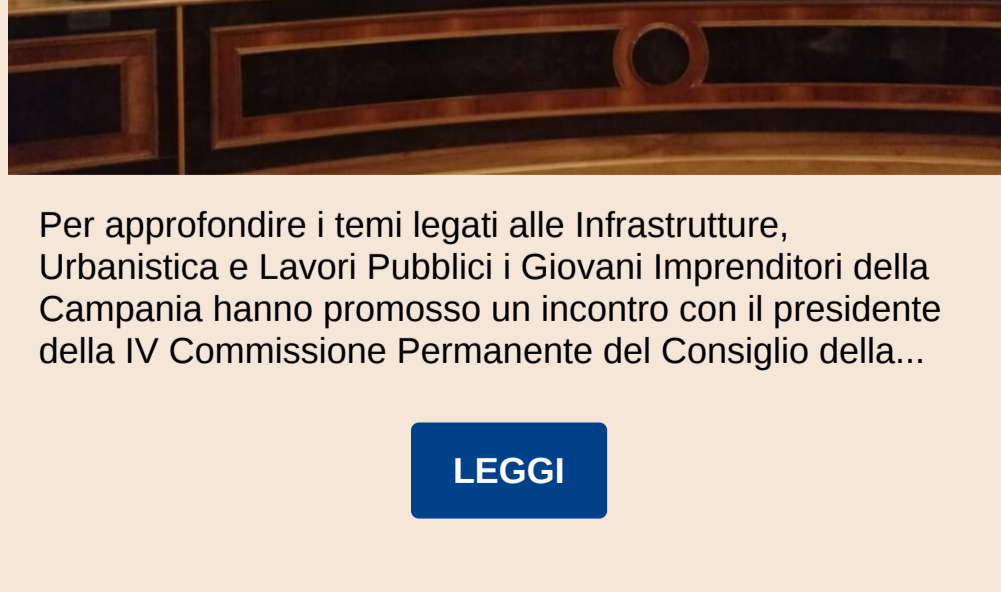 Per approfondire i temi legati alle Infrastrutture,
Urbanistica e Lavori Pubblici i Giovani Imprenditori della
Campania hanno promosso un incontro con il presidente
della IV Commissione Permanente del Consiglio della...
LEGGI